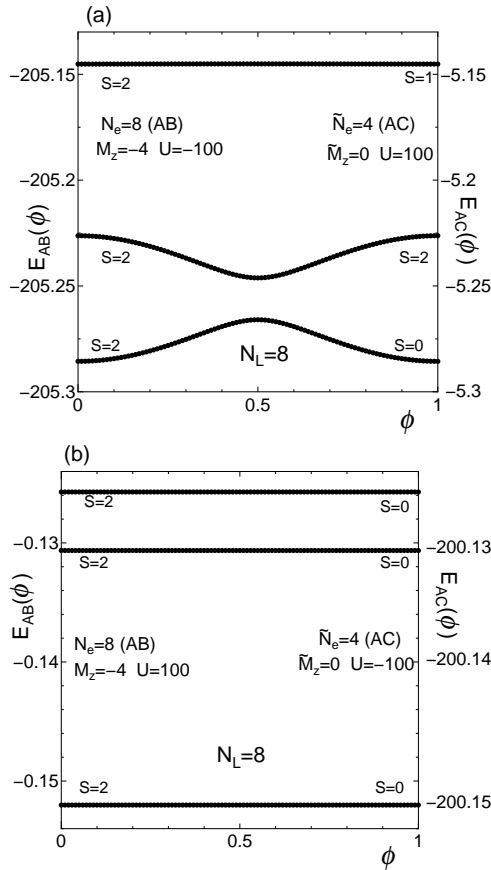 (a)
−205.15
−5.15
S=2
S=1
N_e=8 (AB)
Ñ_e=4 (AC)
M_z=−4 U=−100
M̃_z=0 U=100
−205.2
−5.2
E_AB(ϕ)
E_AC(ϕ)
S=2
S=2
−205.25
−5.25
S=2
S=0
N_L=8
−205.3
−5.3
0
0.5
1
ϕ
(b)
S=2
S=0
−0.13
−200.13
S=2
S=0
E_AB(ϕ)
E_AC(ϕ)
N_e=8 (AB)
Ñ_e=4 (AC)
M_z=−4 U=100
M̃_z=0 U=−100
−0.14
−200.14
N_L=8
S=2
S=0
−0.15
−200.15
0
0.5
1
ϕ